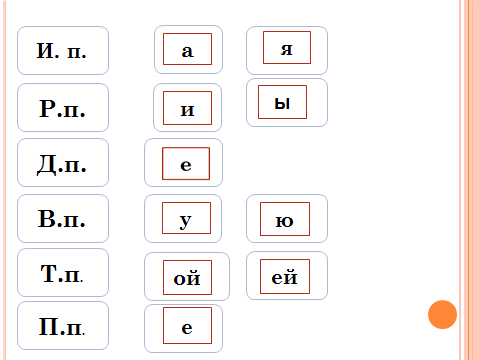 И. п. а я
Р.п. и ы
Д.п. е
В.п. у ю
Т.п. ой ей
П.п. е